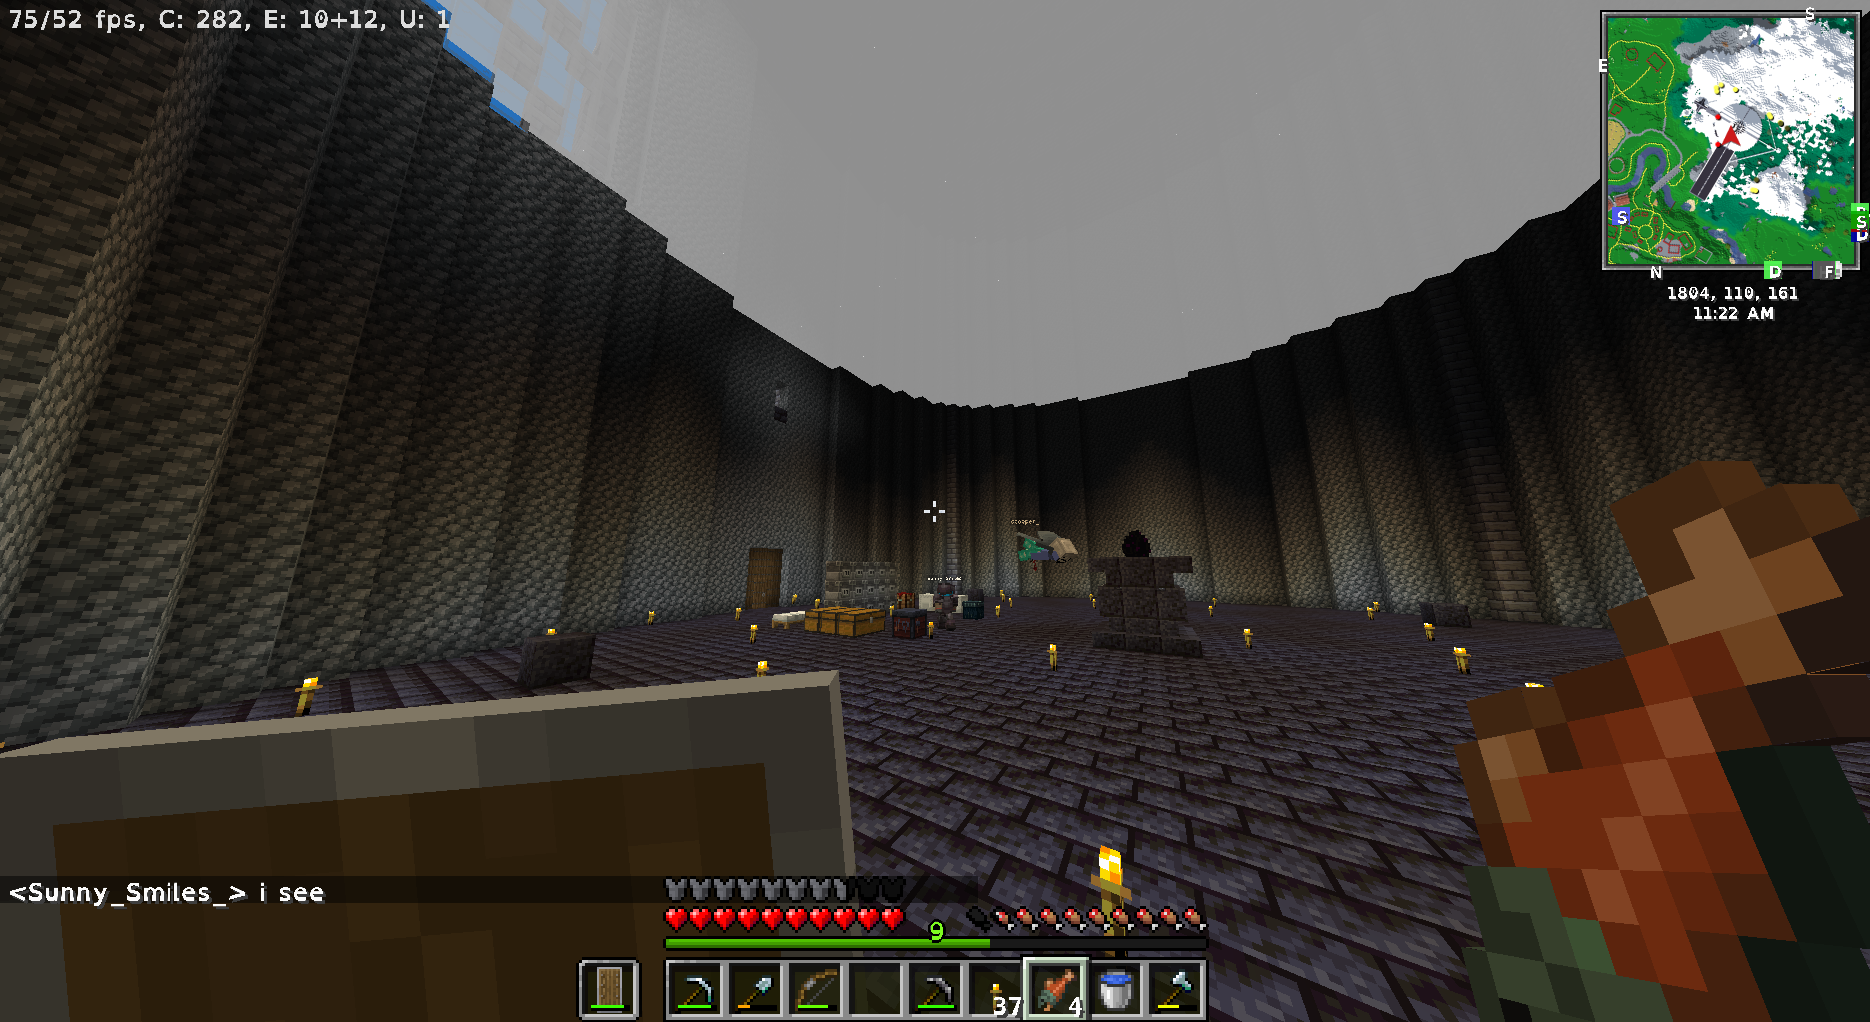 75/52 fps, C: 282, E: 10+12, U: 1
S
E
S
S
D
N
D
F
1804, 110, 161
11:22 AM
<Sunny_Smiles_> i see
9
37
4